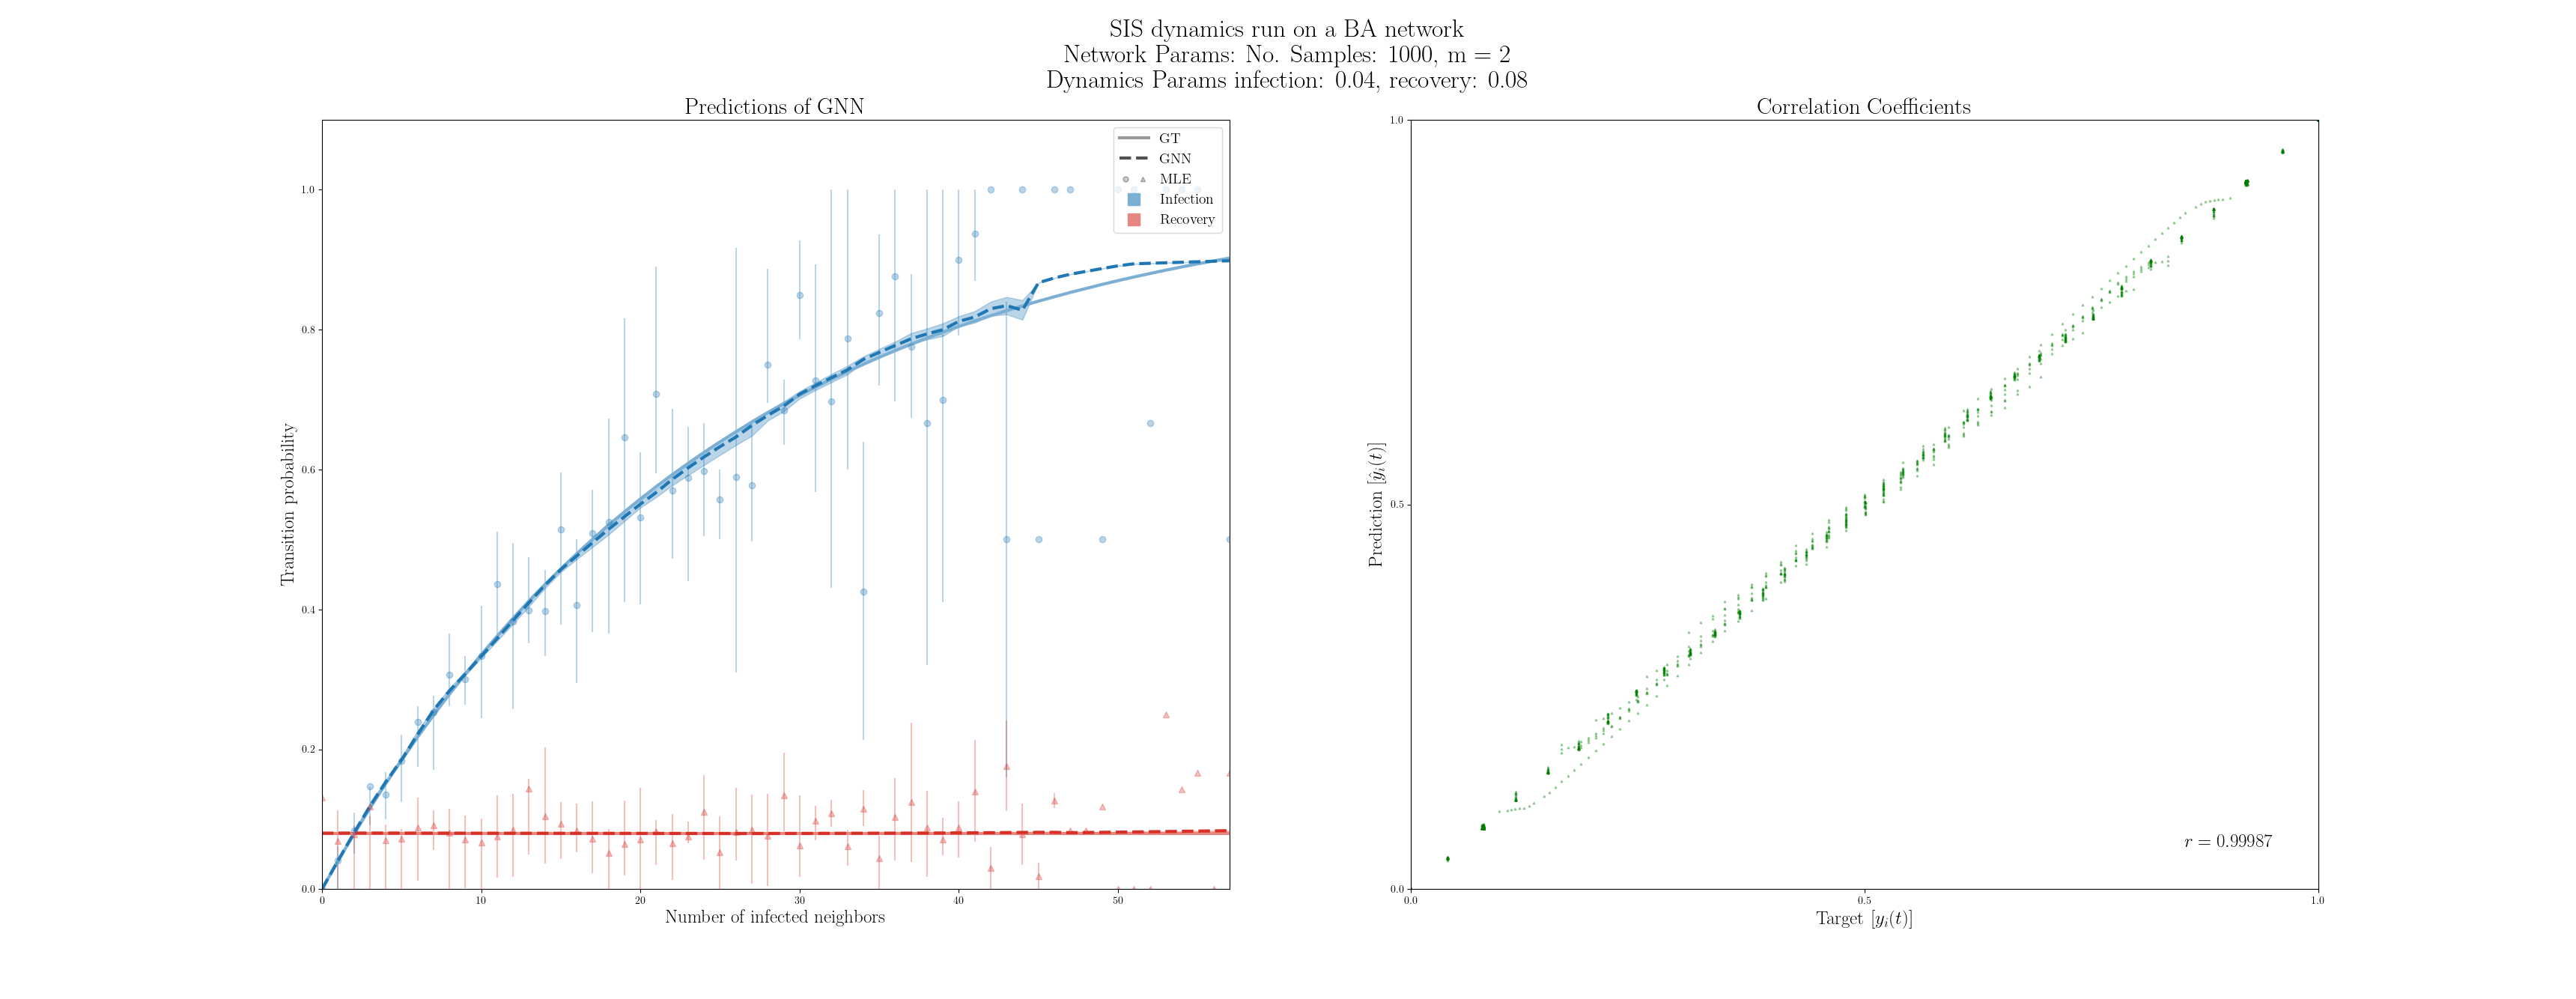 SIS dynamics run on a BA network
Network Params: No. Samples: 1000, m = 2
Dynamics Params infection: 0.04, recovery: 0.08
Predictions of GNN
GT
GNN
MLE
Infection
Recovery
Transition probability
1.0
0.8
0.6
0.4
0.2
0.0
0
10
20
30
40
50
Number of infected neighbors
Correlation Coefficients
Prediction [ŷᵢ(t)]
1.0
0.5
0.0
r = 0.99987
0.0
0.5
1.0
Target [yᵢ(t)]